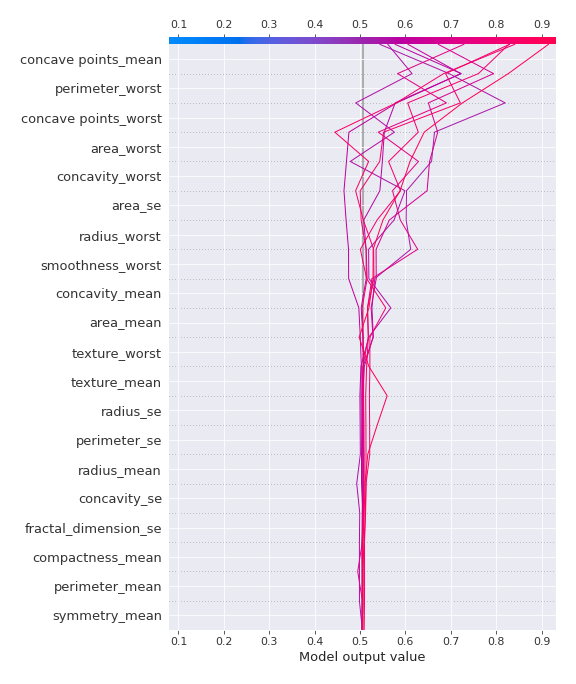 0.1 0.2 0.3 0.4 0.5 0.6 0.7 0.8 0.9
concave points_mean
perimeter_worst
concave points_worst
area_worst
concavity_worst
area_se
radius_worst
smoothness_worst
concavity_mean
area_mean
texture_worst
texture_mean
radius_se
perimeter_se
radius_mean
concavity_se
fractal_dimension_se
compactness_mean
perimeter_mean
symmetry_mean
0.1 0.2 0.3 0.4 0.5 0.6 0.7 0.8 0.9
Model output value